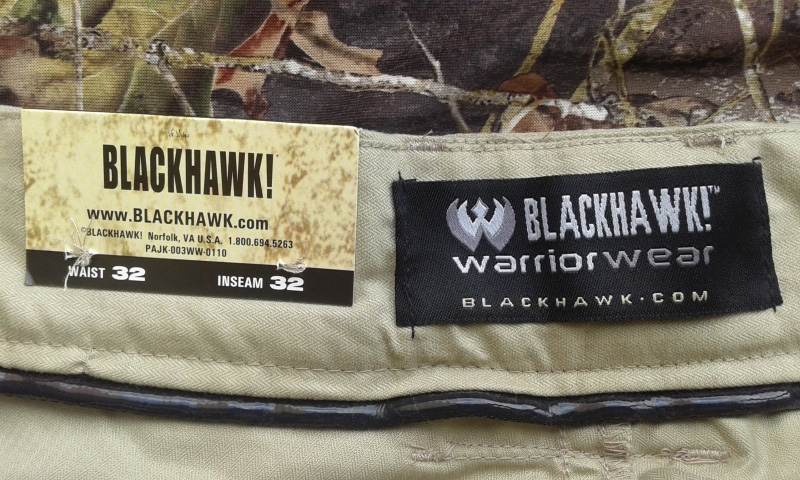 BLACKHAWK!
www.BLACKHAWK.com
©BLACKHAWK! Norfolk, VA U.S.A. 1.800.694.5263
PAJK-003WW-0110
WAIST 32
INSEAM 32
BLACKHAWK!™
warriorwear
BLACKHAWK·COM